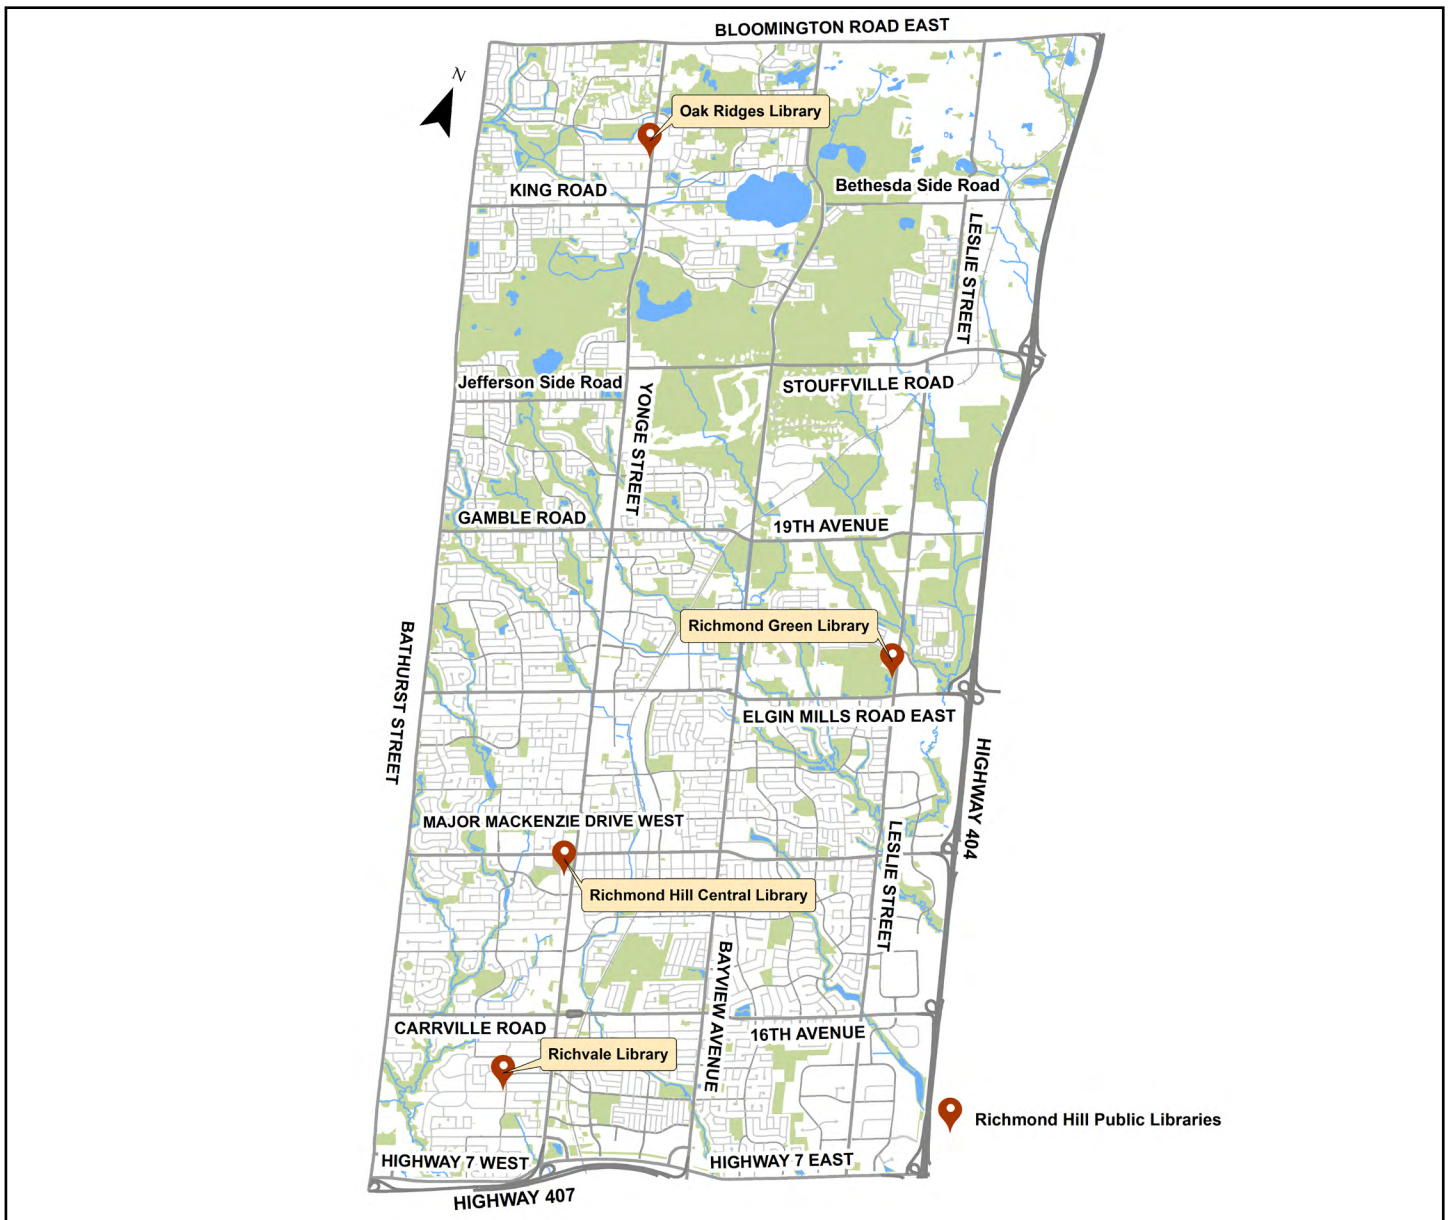 BLOOMINGTON ROAD EAST
N
Oak Ridges Library
KING ROAD
Bethesda Side Road
LESLIE STREET
Jefferson Side Road
STOUFFVILLE ROAD
YONGE STREET
GAMBLE ROAD
19TH AVENUE
Richmond Green Library
BATHURST STREET
ELGIN MILLS ROAD EAST
HIGHWAY 404
MAJOR MACKENZIE DRIVE WEST
LESLIE STREET
Richmond Hill Central Library
BAYVIEW AVENUE
CARRVILLE ROAD
16TH AVENUE
Richvale Library
Richmond Hill Public Libraries
HIGHWAY 7 WEST
HIGHWAY 7 EAST
HIGHWAY 407